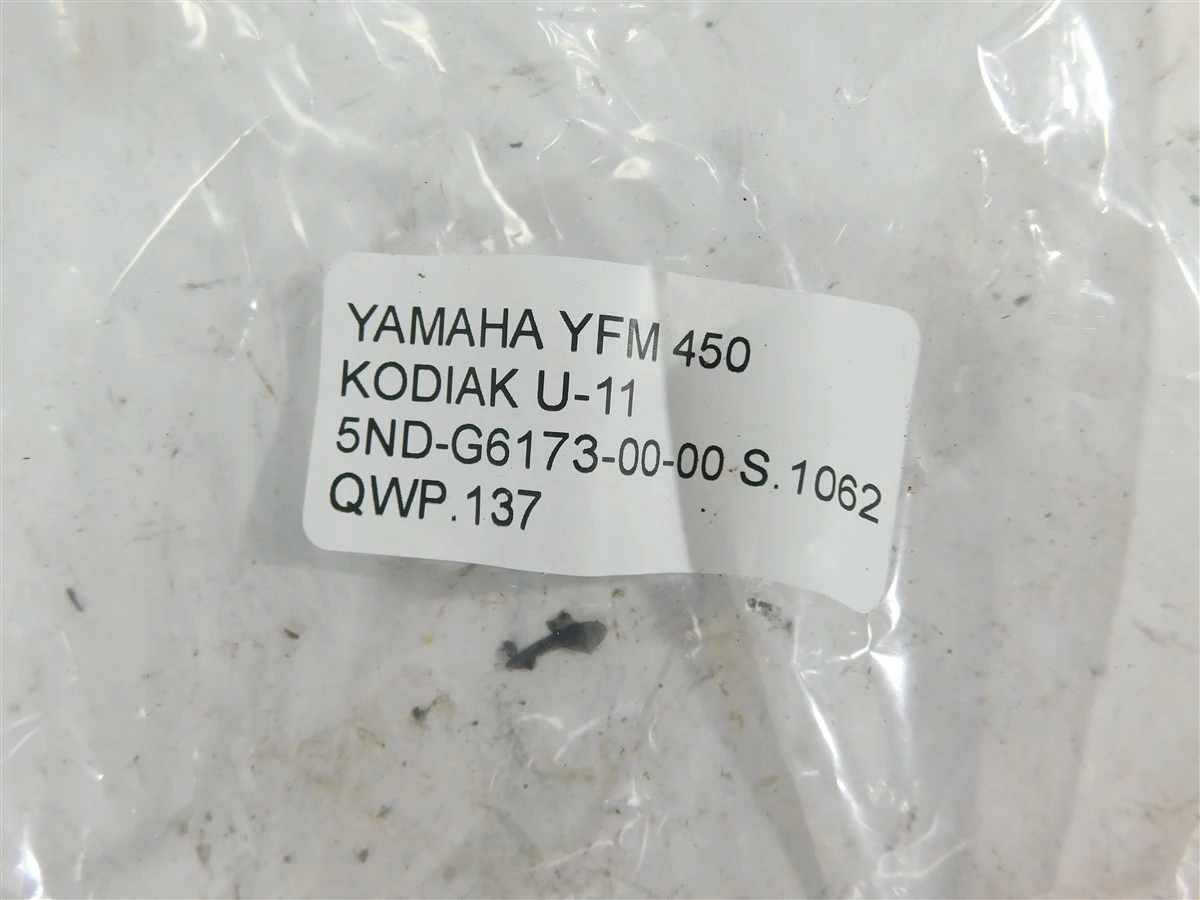 YAMAHA YFM 450
KODIAK U-11
5ND-G6173-00-00 S.1062
QWP.137